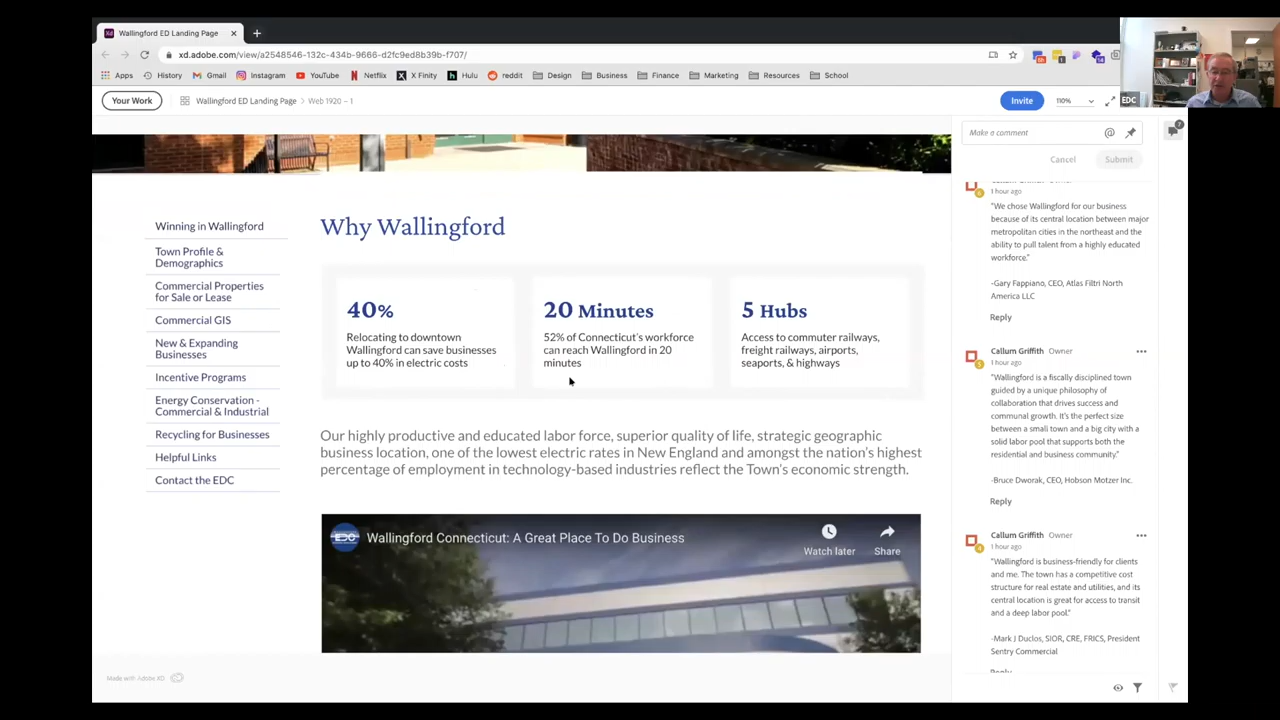 Wallingford ED Landing Page
xd.adobe.com/view/a2548546-132c-434b-9666-d2fc9ed8b39b-f707/
Apps
History
Gmail
Instagram
YouTube
Netflix
X Finity
Hulu
reddit
Design
Business
Finance
Marketing
Resources
School
EDC
Your Work
Wallingford ED Landing Page > Web 1920 – 1
Invite
110%
Winning in Wallingford
Town Profile &
Demographics
Commercial Properties
for Sale or Lease
Commercial GIS
New & Expanding
Businesses
Incentive Programs
Energy Conservation -
Commercial & Industrial
Recycling for Businesses
Helpful Links
Contact the EDC
Why Wallingford
40%
Relocating to downtown
Wallingford can save businesses
up to 40% in electric costs
20 Minutes
52% of Connecticut's workforce
can reach Wallingford in 20
minutes
5 Hubs
Access to commuter railways,
freight railways, airports,
seaports, & highways
Our highly productive and educated labor force, superior quality of life, strategic geographic
business location, one of the lowest electric rates in New England and amongst the nation's highest
percentage of employment in technology-based industries reflect the Town's economic strength.
EDC
Wallingford Connecticut: A Great Place To Do Business
Watch later
Share
Made with Adobe XD
Make a comment
@
7
Cancel
Submit
1 hour ago
"We chose Wallingford for our business
because of its central location between major
metropolitan cities in the northeast and the
ability to pull talent from a highly educated
workforce."
-Gary Fappiano, CEO, Atlas Filtri North
America LLC
Reply
Callum Griffith Owner
1 hour ago
"Wallingford is a fiscally disciplined town
guided by a unique philosophy of
collaboration that drives success and
communal growth. It's the perfect size
between a small town and a big city with a
solid labor pool that supports both the
residential and business community."
-Bruce Dworak, CEO, Hobson Motzer Inc.
Reply
Callum Griffith Owner
1 hour ago
"Wallingford is business-friendly for clients
and me. The town has a competitive cost
structure for real estate and utilities, and its
central location is great for access to transit
and a deep labor pool."
-Mark J Duclos, SIOR, CRE, FRICS, President
Sentry Commercial